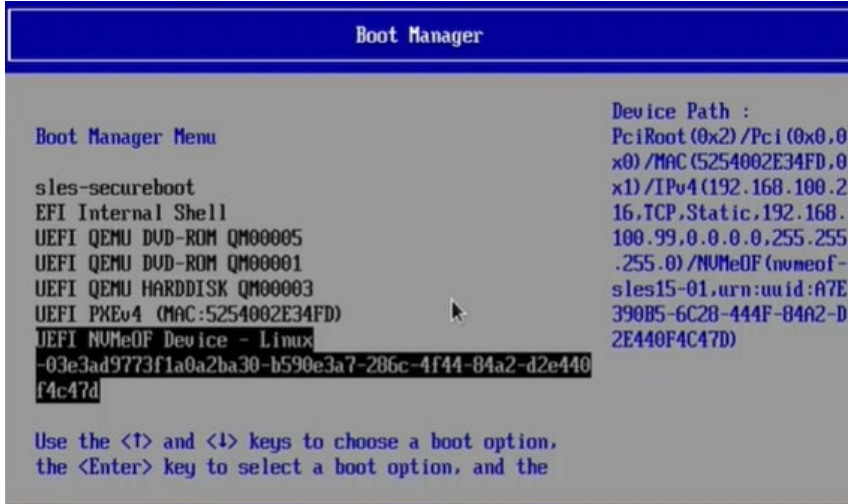 Boot Manager
Boot Manager Menu
sles-secureboot
EFI Internal Shell
UEFI QEMU DVD-ROM QM00005
UEFI QEMU DVD-ROM QM00001
UEFI QEMU HARDDISK QM00003
UEFI PXEv4 (MAC:5254002E34FD)
UEFI NVMeOF Device - Linux
-03e3ad9773f1a0a2ba30-b590e3a7-286c-4f44-84a2-d2e440
f4c47d
Use the <↑> and <↓> keys to choose a boot option,
the <Enter> key to select a boot option, and the
Device Path :
PciRoot(0x2)/Pci(0x0,0
x0)/MAC(5254002E34FD,0
x1)/IPv4(192.168.100.2
16,TCP,Static,192.168.
100.99,0.0.0.0,255.255
.255.0)/NVMeOF(nvmeof-
sles15-01,urn:uuid:A7E
390B5-6C28-444F-84A2-D
2E440F4C47D)